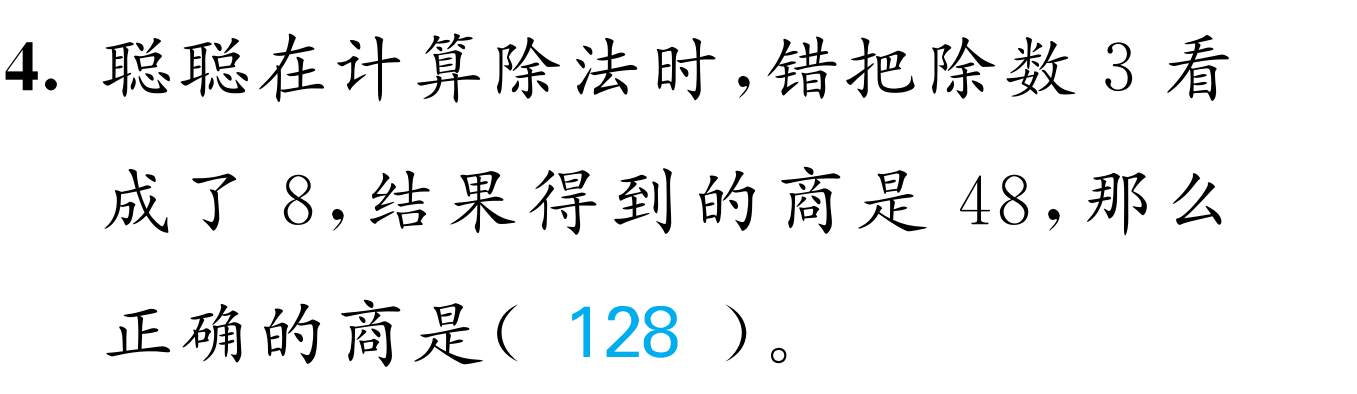 4. 聪聪在计算除法时,错把除数 3 看
成了 8,结果得到的商是 48,那么
正确的商是( 128 )。